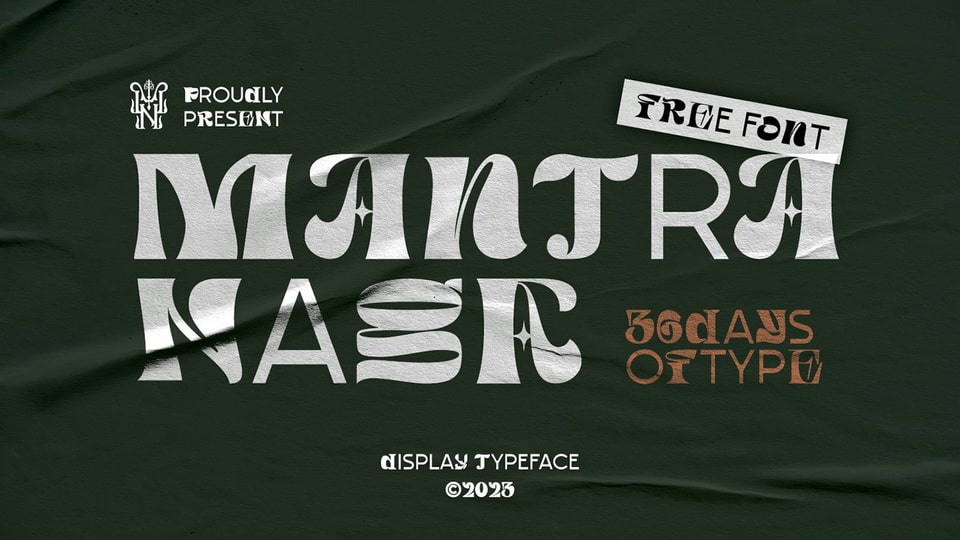 PROUDLY
PRESENT
FREE FONT
MANTRA
NAGE
36DAYS
OFTYPE
DISPLAY TYPEFACE
©2023